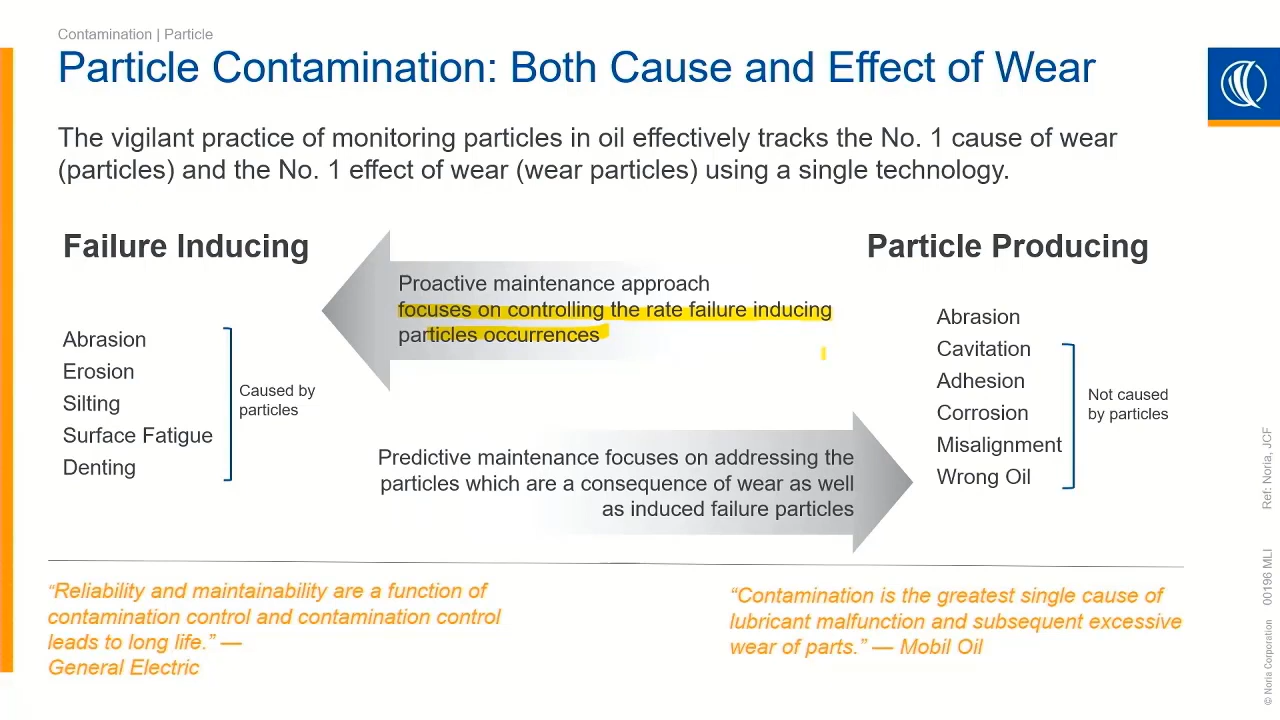 Contamination | Particle
Particle Contamination: Both Cause and Effect of Wear
The vigilant practice of monitoring particles in oil effectively tracks the No. 1 cause of wear
(particles) and the No. 1 effect of wear (wear particles) using a single technology.
Failure Inducing
Abrasion
Erosion
Silting
Surface Fatigue
Denting
Caused by
particles
Proactive maintenance approach
focuses on controlling the rate failure inducing
particles occurrences
Predictive maintenance focuses on addressing the
particles which are a consequence of wear as well
as induced failure particles
Particle Producing
Abrasion
Cavitation
Adhesion
Corrosion
Misalignment
Wrong Oil
Not caused
by particles
“Reliability and maintainability are a function of
contamination control and contamination control
leads to long life.” —
General Electric
“Contamination is the greatest single cause of
lubricant malfunction and subsequent excessive
wear of parts.” — Mobil Oil
Ref: Noria, JCF
© Noria Corporation 00196 MLI